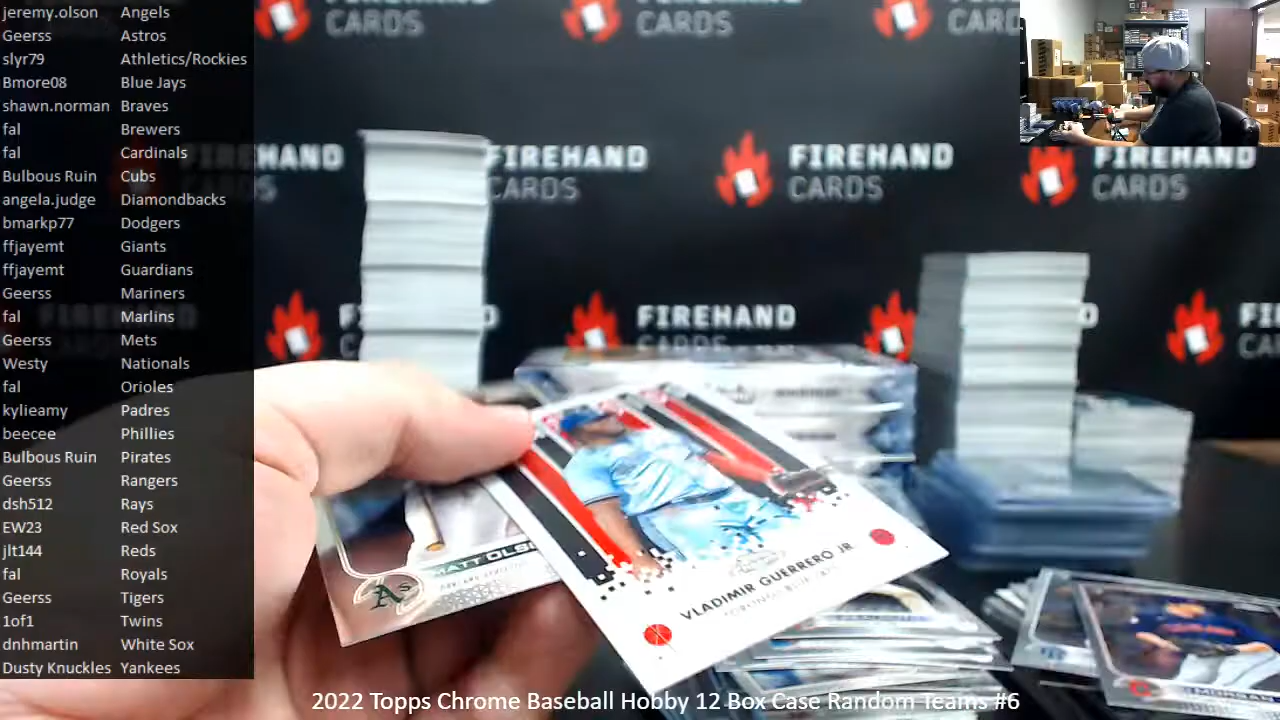 jeremy.olson Angels
Geerss Astros
slyr79 Athletics/Rockies
Bmore08 Blue Jays
shawn.norman Braves
fal Brewers
fal Cardinals
Bulbous Ruin Cubs
angela.judge Diamondbacks
bmarkp77 Dodgers
ffjayemt Giants
ffjayemt Guardians
Geerss Mariners
fal Marlins
Geerss Mets
Westy Nationals
fal Orioles
kylieamy Padres
beecee Phillies
Bulbous Ruin Pirates
Geerss Rangers
dsh512 Rays
EW23 Red Sox
jlt144 Reds
fal Royals
Geerss Tigers
1of1 Twins
dnhmartin White Sox
Dusty Knuckles Yankees
FIREHAND
CARDS
FIREHAND
CARDS
FIREHAND
CARDS
FIREHAND
CARDS
FIREHAND
CARDS
MATT OLSO
A's
VLADIMIR GUERRERO JR.
2022 Topps Chrome Baseball Hobby 12 Box Case Random Teams #6